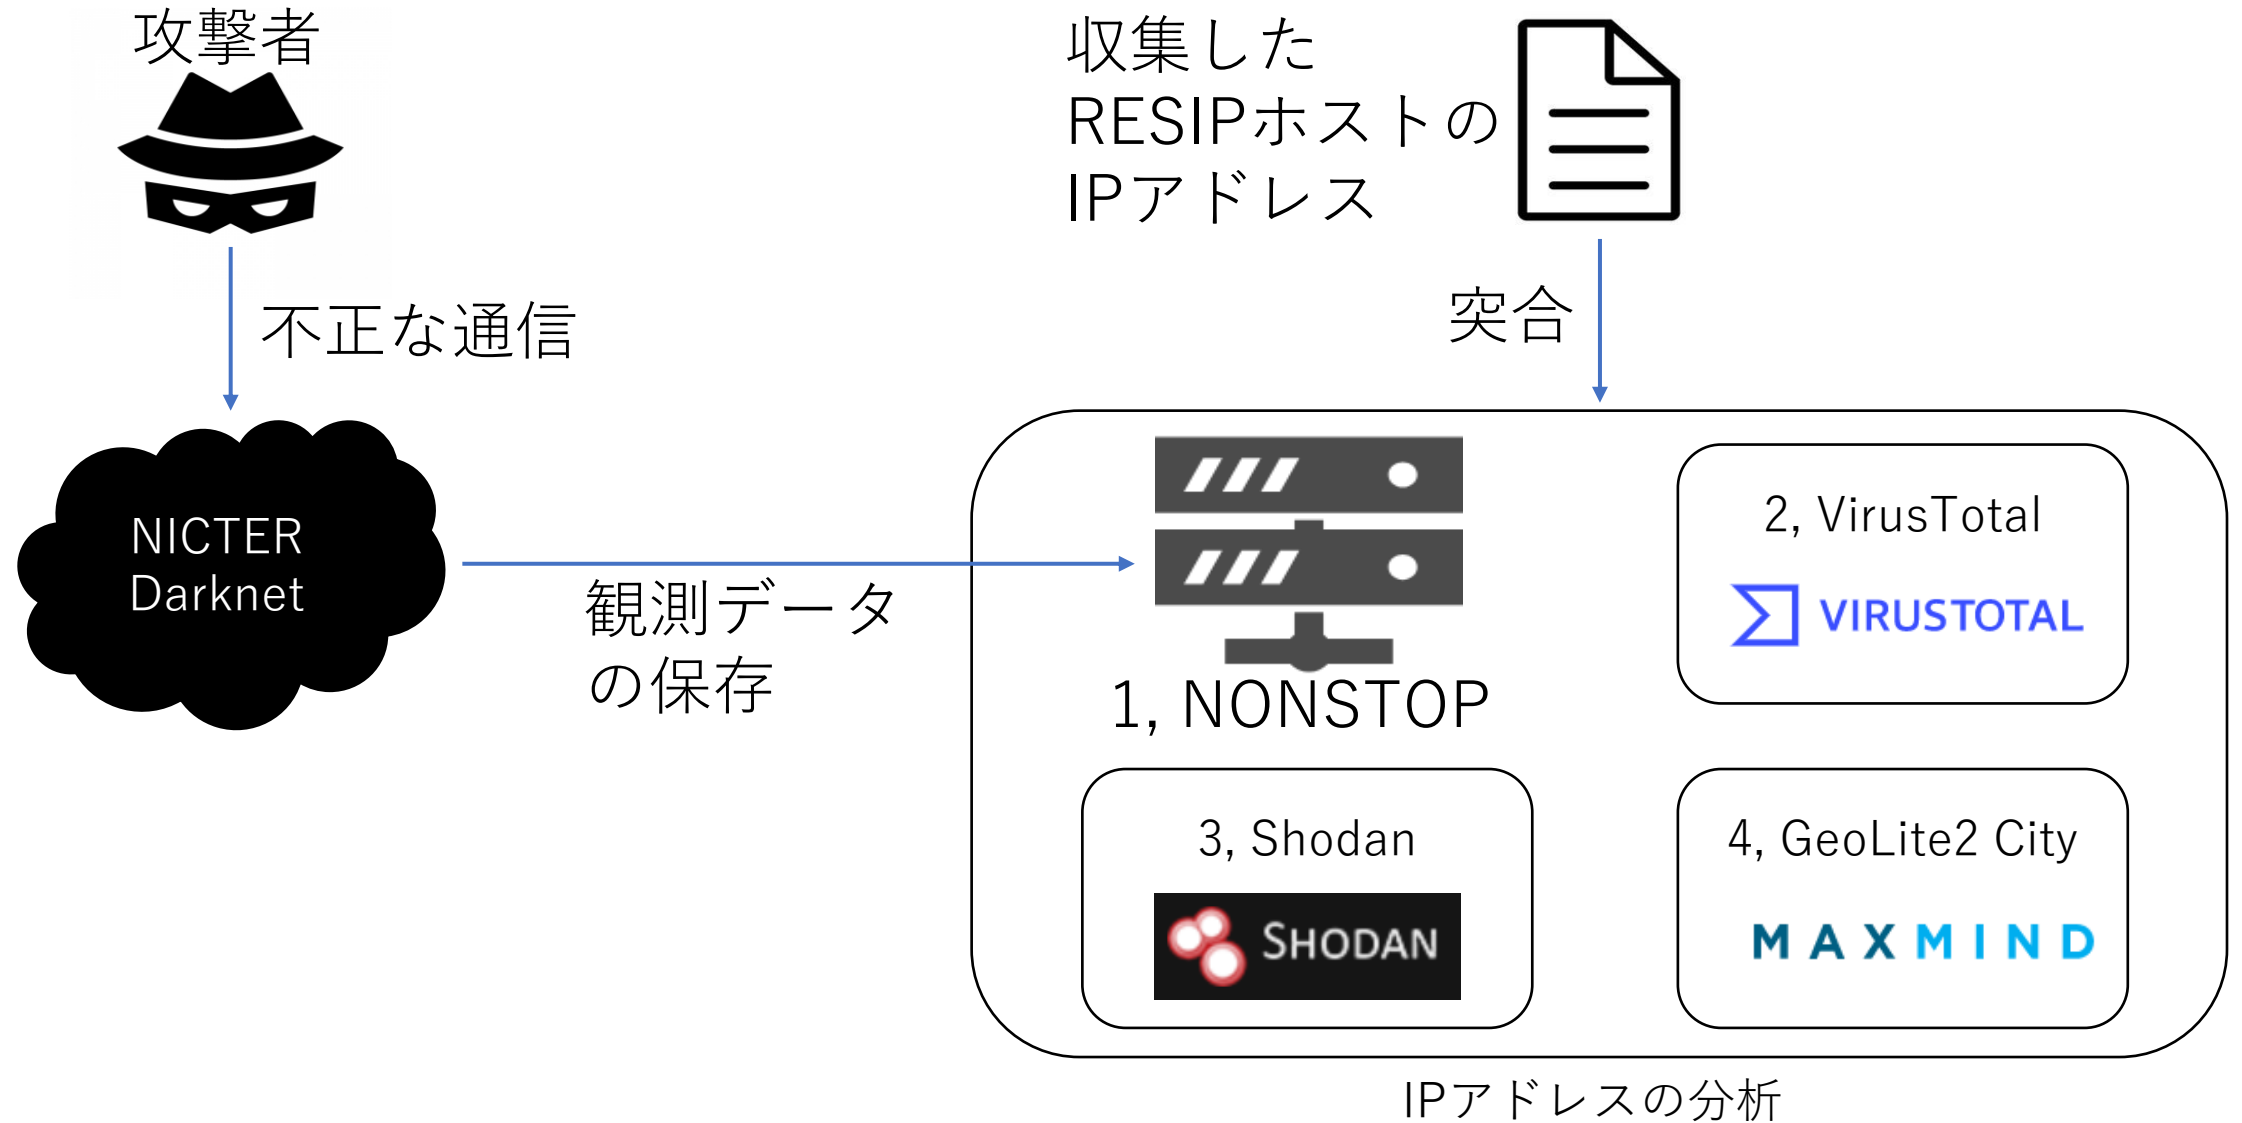 攻撃者
収集した
RESIPホストの
IPアドレス
不正な通信
突合
NICTER
Darknet
観測データ
の保存
1, NONSTOP
2, VirusTotal
VIRUSTOTAL
3, Shodan
SHODAN
4, GeoLite2 City
MAXMIND
IPアドレスの分析